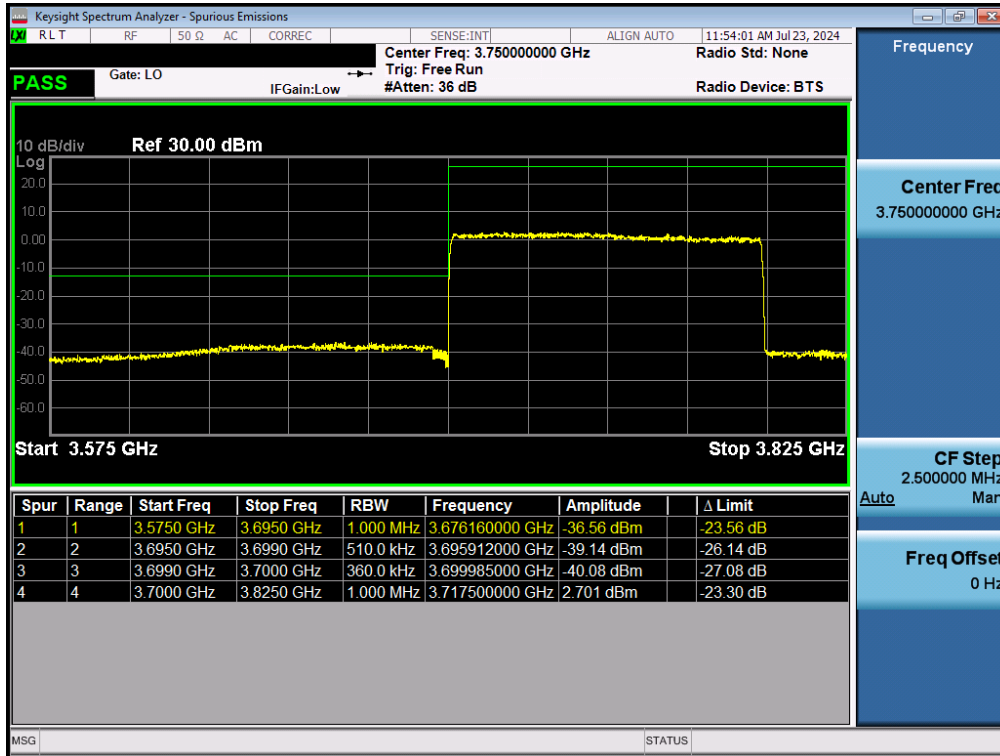 Keysight Spectrum Analyzer - Spurious Emissions
LXI RLT RF 50 Ω AC CORREC SENSE:INT ALIGN AUTO 11:54:01 AM Jul 23, 2024
Frequency
Center Freq: 3.750000000 GHz Radio Std: None
PASS Gate: LO Trig: Free Run
IFGain:Low #Atten: 36 dB Radio Device: BTS
10 dB/div Ref 30.00 dBm
Log
20.0
10.0
0.00
-10.0
-20.0
-30.0
-40.0
-50.0
-60.0
Start 3.575 GHz Stop 3.825 GHz
Spur Range Start Freq Stop Freq RBW Frequency Amplitude Δ Limit
1 1 3.5750 GHz 3.6950 GHz 1.000 MHz 3.676160000 GHz -36.56 dBm -23.56 dB
2 2 3.6950 GHz 3.6990 GHz 510.0 kHz 3.695912000 GHz -39.14 dBm -26.14 dB
3 3 3.6990 GHz 3.7000 GHz 360.0 kHz 3.699985000 GHz -40.08 dBm -27.08 dB
4 4 3.7000 GHz 3.8250 GHz 1.000 MHz 3.717500000 GHz 2.701 dBm -23.30 dB
Center Freq
3.750000000 GHz
CF Step
2.500000 MHz
Auto Man
Freq Offset
0 Hz
MSG STATUS